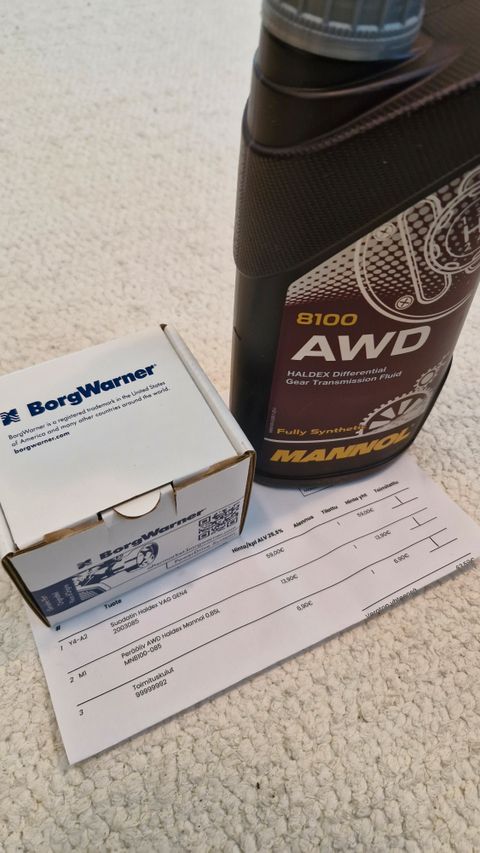 8100
AWD
HALDEX Differential
Gear Transmission Fluid
Fully Synthetic
MANNOL
BorgWarner
BorgWarner is a registered trademark in the United States
of America and many other countries around the world.
borgwarner.com
BorgWarner
# Tuote Hinto/kpl ALV 25,5% Alennus Tilattu Hinta yht Toimitettu
1 Y4-A2 Suodatin Haldex VAG GEN4 59,00€ 1 59,00€
2003085
2 M1 Peräöljy AWD Haldex Mannol 0,85L 13,90€ 1 13,90€
MN8100-085
3 Toimituskulut 6,90€ 1 6,90€
99999992